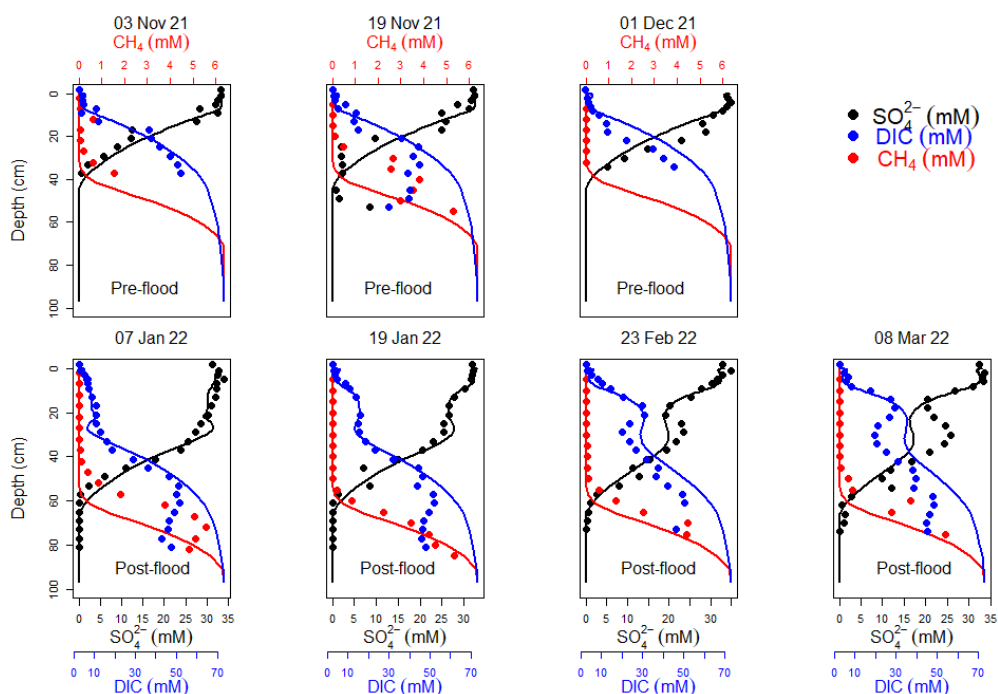 03 Nov 21
CH₄ (mM)
0 1 2 3 4 5 6
19 Nov 21
CH₄ (mM)
0 1 2 3 4 5 6
01 Dec 21
CH₄ (mM)
0 1 2 3 4 5 6
Depth (cm)
0 20 40 60 80 100
Pre-flood
Pre-flood
Pre-flood
SO₄²⁻ (mM)
DIC (mM)
CH₄ (mM)
07 Jan 22
19 Jan 22
23 Feb 22
08 Mar 22
Depth (cm)
0 20 40 60 80 100
Post-flood
Post-flood
Post-flood
Post-flood
0 5 10 15 20 25 30 35
SO₄²⁻ (mM)
0 10 30 50 70
DIC (mM)
0 5 10 15 20 25 30
SO₄²⁻ (mM)
0 10 30 50 70
DIC (mM)
0 5 10 15 20 30
SO₄²⁻ (mM)
0 10 30 50 70
DIC (mM)
0 5 10 15 20 25 30 35
SO₄²⁻ (mM)
0 10 30 50 70
DIC (mM)